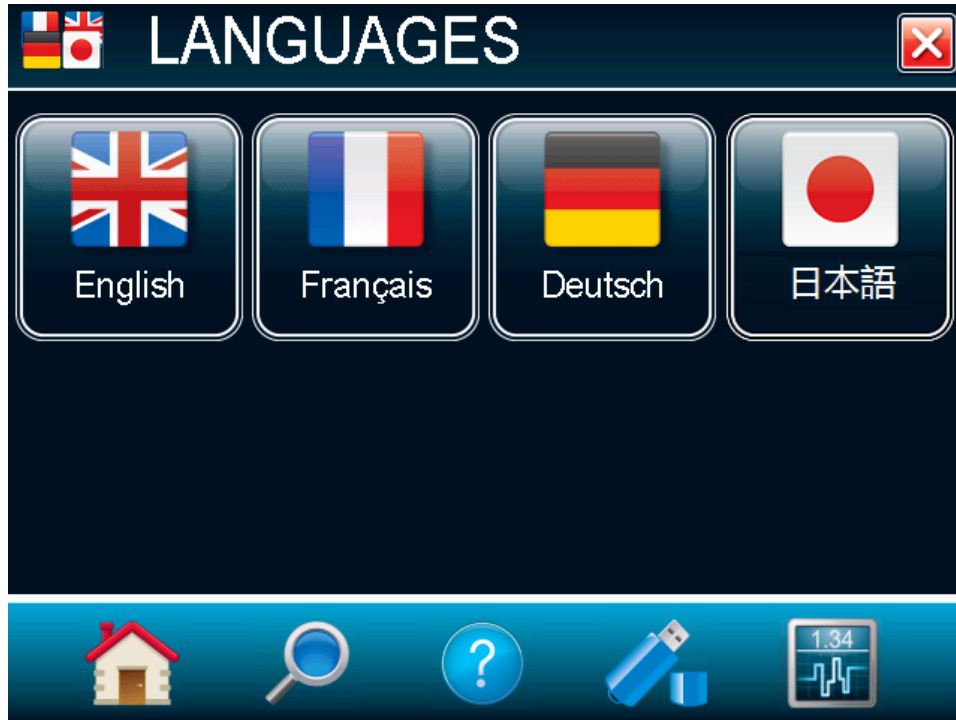 LANGUAGES
English
Français
Deutsch
日本語
?
1.34